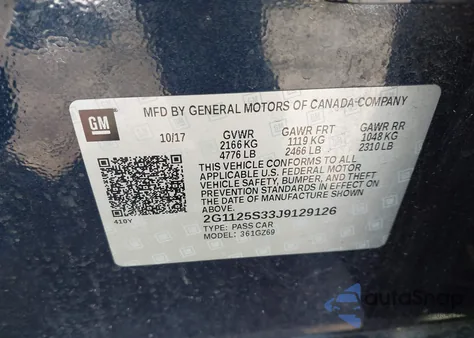 MFD BY GENERAL MOTORS OF CANADA COMPANY
GM
10/17 GVWR GAWR FRT GAWR RR
2166 KG 1119 KG 1048 KG
4776 LB 2466 LB 2310 LB
THIS VEHICLE CONFORMS TO ALL
APPLICABLE U.S. FEDERAL MOTOR
VEHICLE SAFETY, BUMPER, AND THEFT
PREVENTION STANDARDS IN EFFECT ON
THE DATE OF MANUFACTURE SHOWN ABOVE.
2G1125S33J9129126
TYPE: PASS CAR
MODEL: 361GZ69
410Y
autoSnap